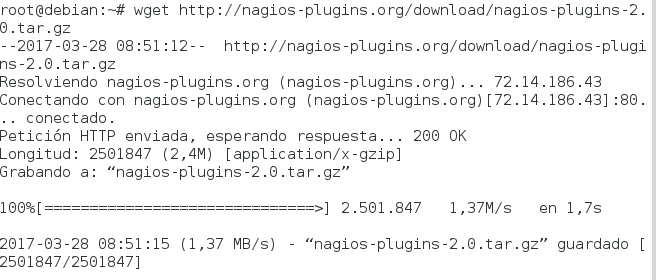 root@debian:~# wget http://nagios-plugins.org/download/nagios-plugins-2.
0.tar.gz
--2017-03-28 08:51:12--  http://nagios-plugins.org/download/nagios-plugi
ns-2.0.tar.gz
Resolviendo nagios-plugins.org (nagios-plugins.org)... 72.14.186.43
Conectando con nagios-plugins.org (nagios-plugins.org)[72.14.186.43]:80.
.. conectado.
Petición HTTP enviada, esperando respuesta... 200 OK
Longitud: 2501847 (2,4M) [application/x-gzip]
Grabando a: “nagios-plugins-2.0.tar.gz”
100%[==============================>] 2.501.847   1,37M/s   en 1,7s
2017-03-28 08:51:15 (1,37 MB/s) - “nagios-plugins-2.0.tar.gz” guardado [
2501847/2501847]